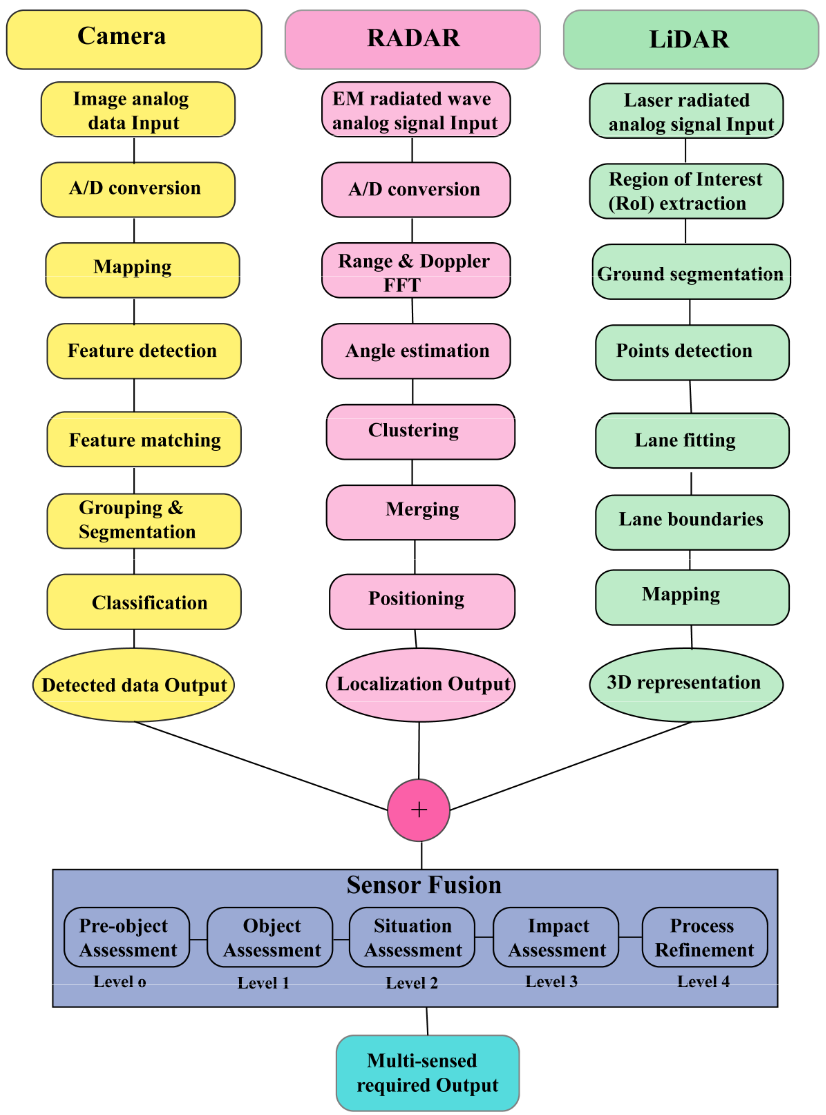 Camera
Image analog
data Input
A/D conversion
Mapping
Feature detection
Feature matching
Grouping &
Segmentation
Classification
Detected data Output
RADAR
EM radiated wave
analog signal Input
A/D conversion
Range & Doppler
FFT
Angle estimation
Clustering
Merging
Positioning
Localization Output
LiDAR
Laser radiated
analog signal Input
Region of Interest
(RoI) extraction
Ground segmentation
Points detection
Lane fitting
Lane boundaries
Mapping
3D representation
+
Sensor Fusion
Pre-object
Assessment
Level o
Object
Assessment
Level 1
Situation
Assessment
Level 2
Impact
Assessment
Level 3
Process
Refinement
Level 4
Multi-sensed
required Output